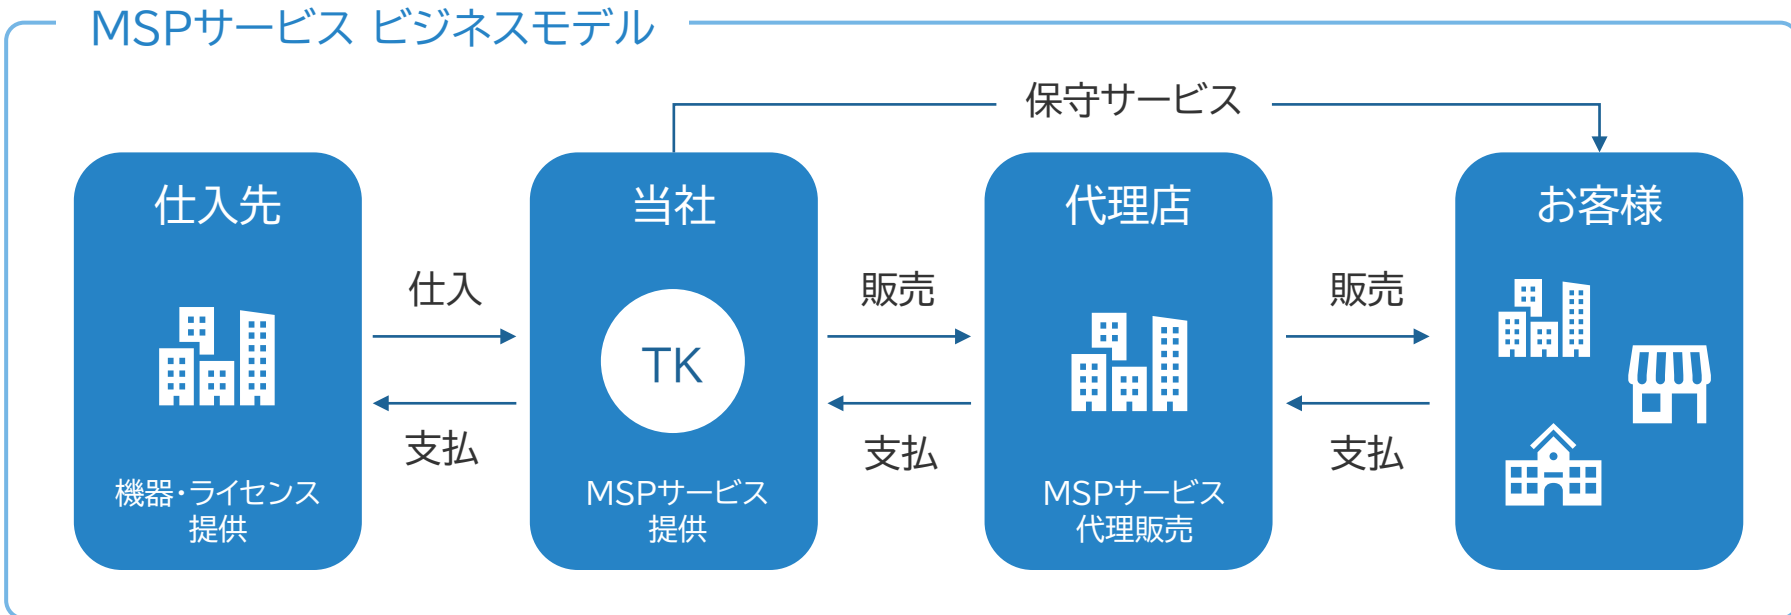 MSPサービス ビジネスモデル
保守サービス
仕入先
当社
代理店
お客様
仕入
販売
販売
TK
支払
支払
支払
機器・ライセンス
提供
MSPサービス
提供
MSPサービス
代理販売